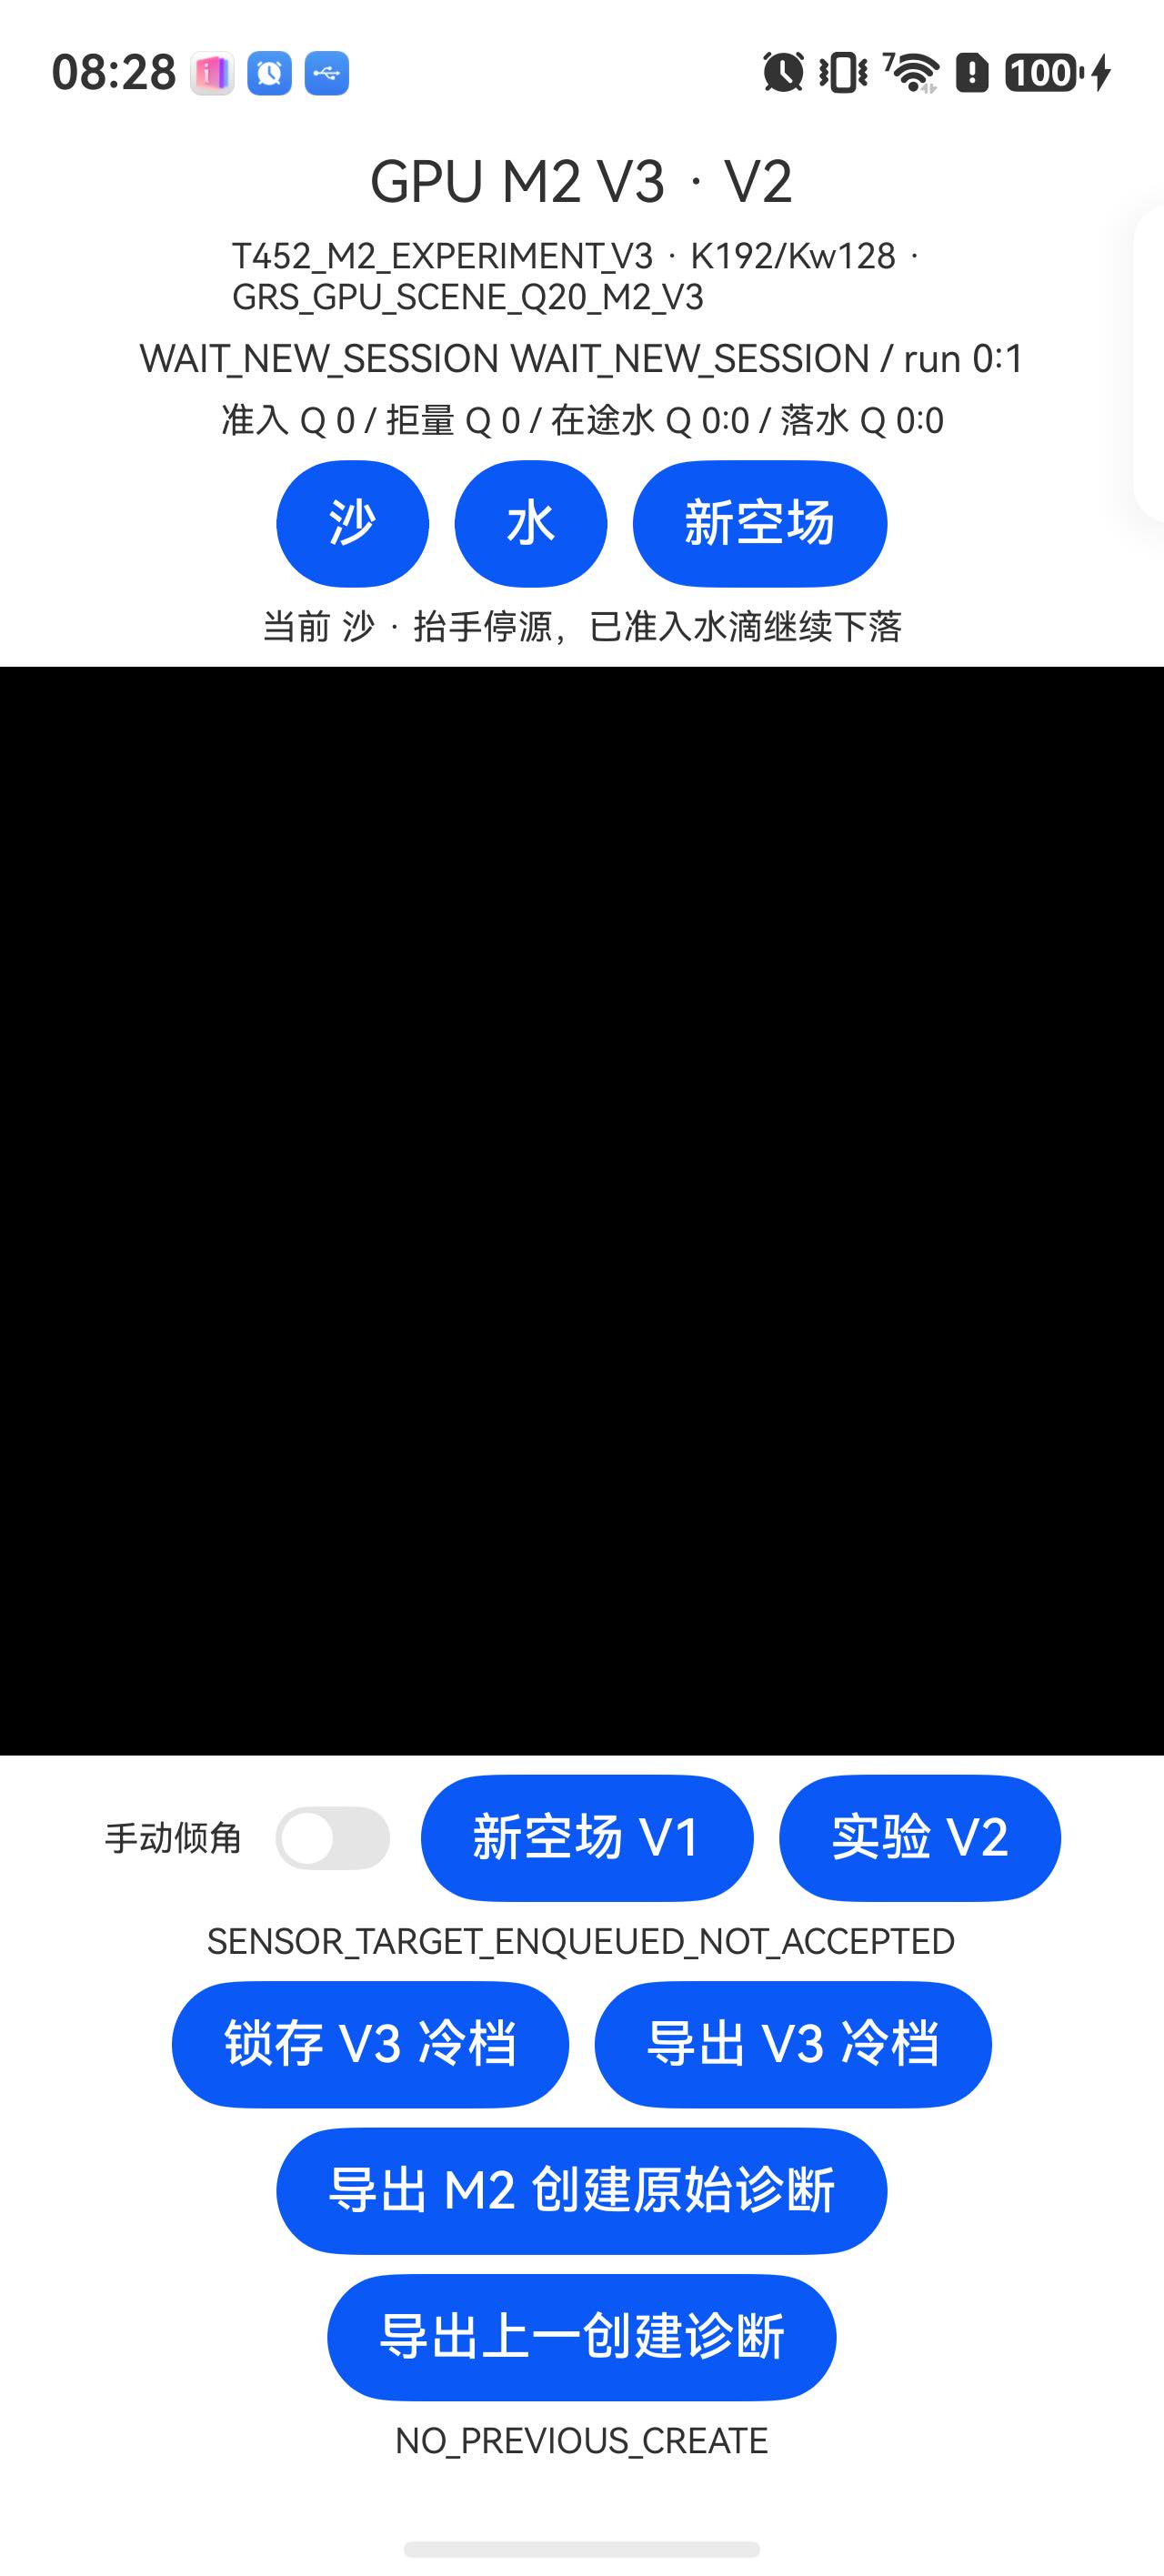 08:28
7
100
GPU M2 V3 · V2
T452_M2_EXPERIMENT_V3 · K192/Kw128 ·
GRS_GPU_SCENE_Q20_M2_V3
WAIT_NEW_SESSION WAIT_NEW_SESSION / run 0:1
准入 Q 0 / 拒量 Q 0 / 在途水 Q 0:0 / 落水 Q 0:0
沙 水 新空场
当前 沙 · 抬手停源，已准入水滴继续下落
手动倾角 新空场 V1 实验 V2
SENSOR_TARGET_ENQUEUED_NOT_ACCEPTED
锁存 V3 冷档 导出 V3 冷档
导出 M2 创建原始诊断
导出上一创建诊断
NO_PREVIOUS_CREATE